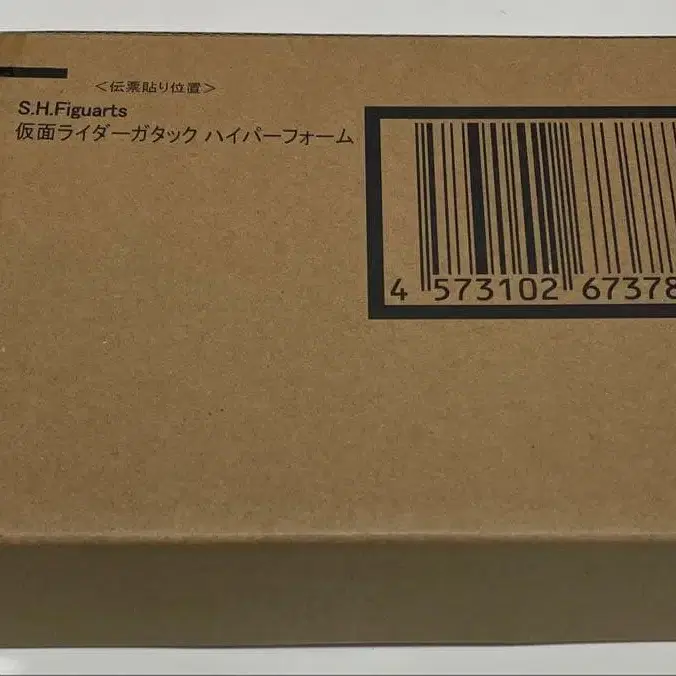 <伝票貼り位置>
S.H.Figuarts
仮面ライダーガタック ハイパーフォーム
4 573102 67378